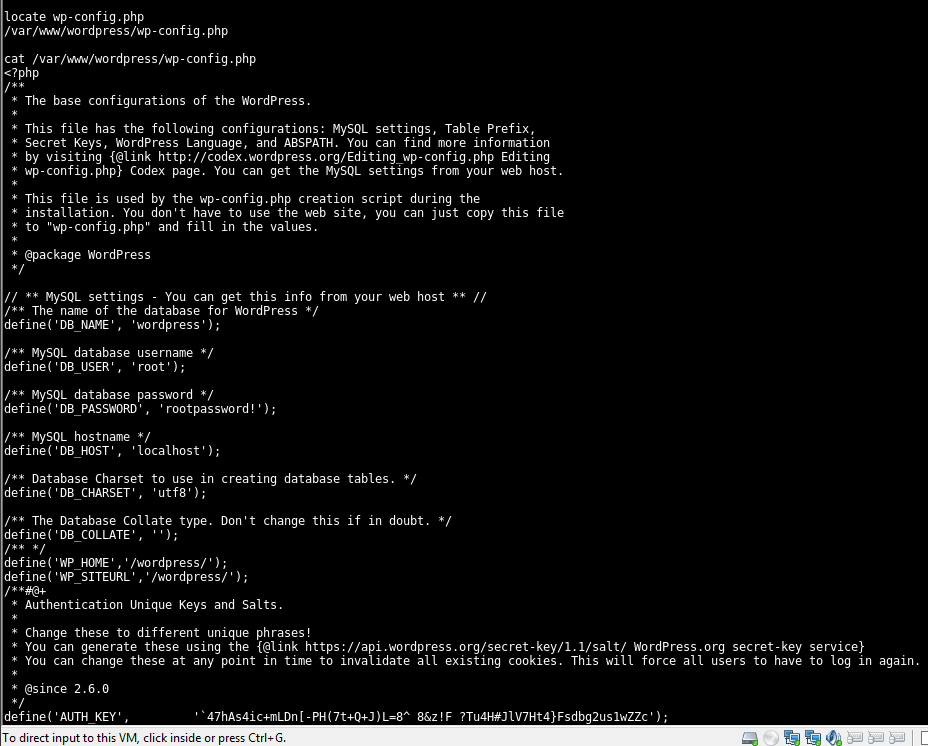 locate wp-config.php
/var/www/wordpress/wp-config.php
cat /var/www/wordpress/wp-config.php
<?php
/**
 * The base configurations of the WordPress.
 *
 * This file has the following configurations: MySQL settings, Table Prefix,
 * Secret Keys, WordPress Language, and ABSPATH. You can find more information
 * by visiting {@link http://codex.wordpress.org/Editing_wp-config.php Editing
 * wp-config.php} Codex page. You can get the MySQL settings from your web host.
 *
 * This file is used by the wp-config.php creation script during the
 * installation. You don't have to use the web site, you can just copy this file
 * to "wp-config.php" and fill in the values.
 *
 * @package WordPress
 */
// ** MySQL settings - You can get this info from your web host ** //
/** The name of the database for WordPress */
define('DB_NAME', 'wordpress');
/** MySQL database username */
define('DB_USER', 'root');
/** MySQL database password */
define('DB_PASSWORD', 'rootpassword!');
/** MySQL hostname */
define('DB_HOST', 'localhost');
/** Database Charset to use in creating database tables. */
define('DB_CHARSET', 'utf8');
/** The Database Collate type. Don't change this if in doubt. */
define('DB_COLLATE', '');
/** */
define('WP_HOME','/wordpress/');
define('WP_SITEURL','/wordpress/');
/**#@+
 * Authentication Unique Keys and Salts.
 *
 * Change these to different unique phrases!
 * You can generate these using the {@link https://api.wordpress.org/secret-key/1.1/salt/ WordPress.org secret-key service}
 * You can change these at any point in time to invalidate all existing cookies. This will force all users to have to log in again.
 *
 * @since 2.6.0
 */
define('AUTH_KEY',         '`47hAs4ic+mLDn[-PH(7t+Q+J)L=8^ 8&z!F ?Tu4H#JlV7Ht4}Fsdbg2us1wZZc');
To direct input to this VM, click inside or press Ctrl+G.